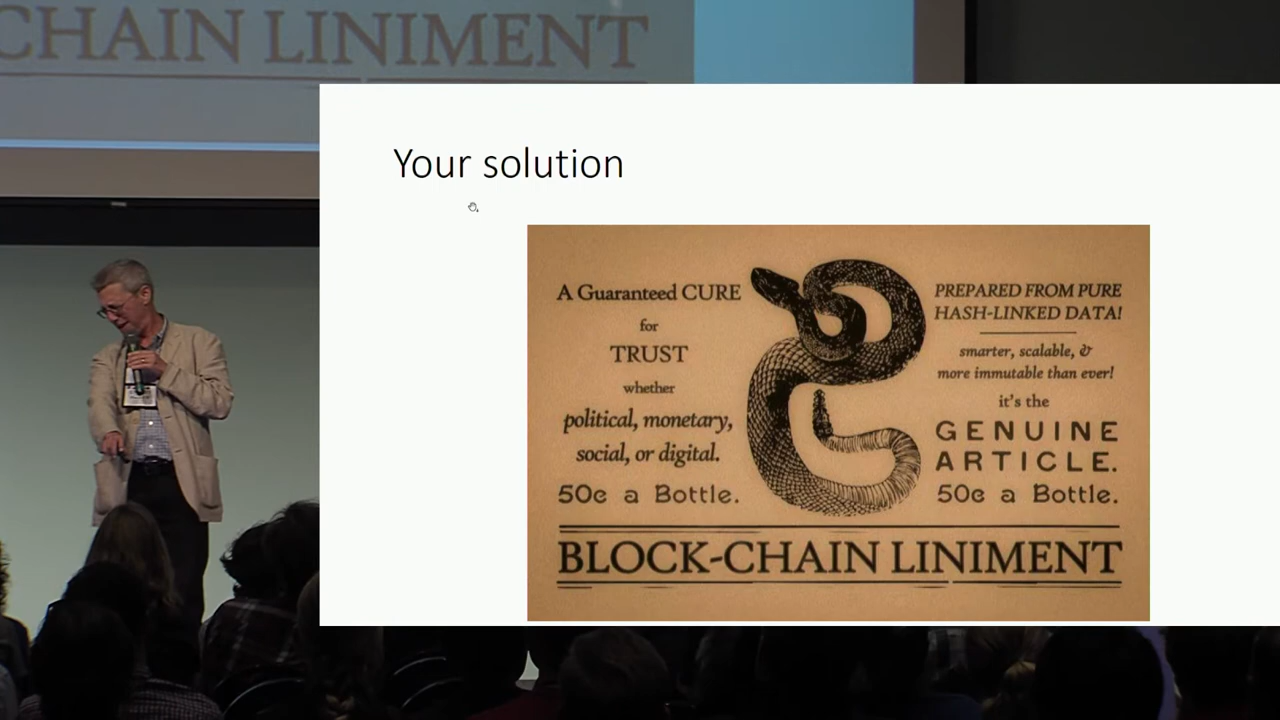 CHAIN LINIMENT
Your solution
A Guaranteed CURE
for
TRUST
whether
political, monetary,
social, or digital.
50¢ a Bottle.
PREPARED FROM PURE
HASH-LINKED DATA!
smarter, scalable, &
more immutable than ever!
it's the
GENUINE
ARTICLE.
50¢ a Bottle.
BLOCK-CHAIN LINIMENT